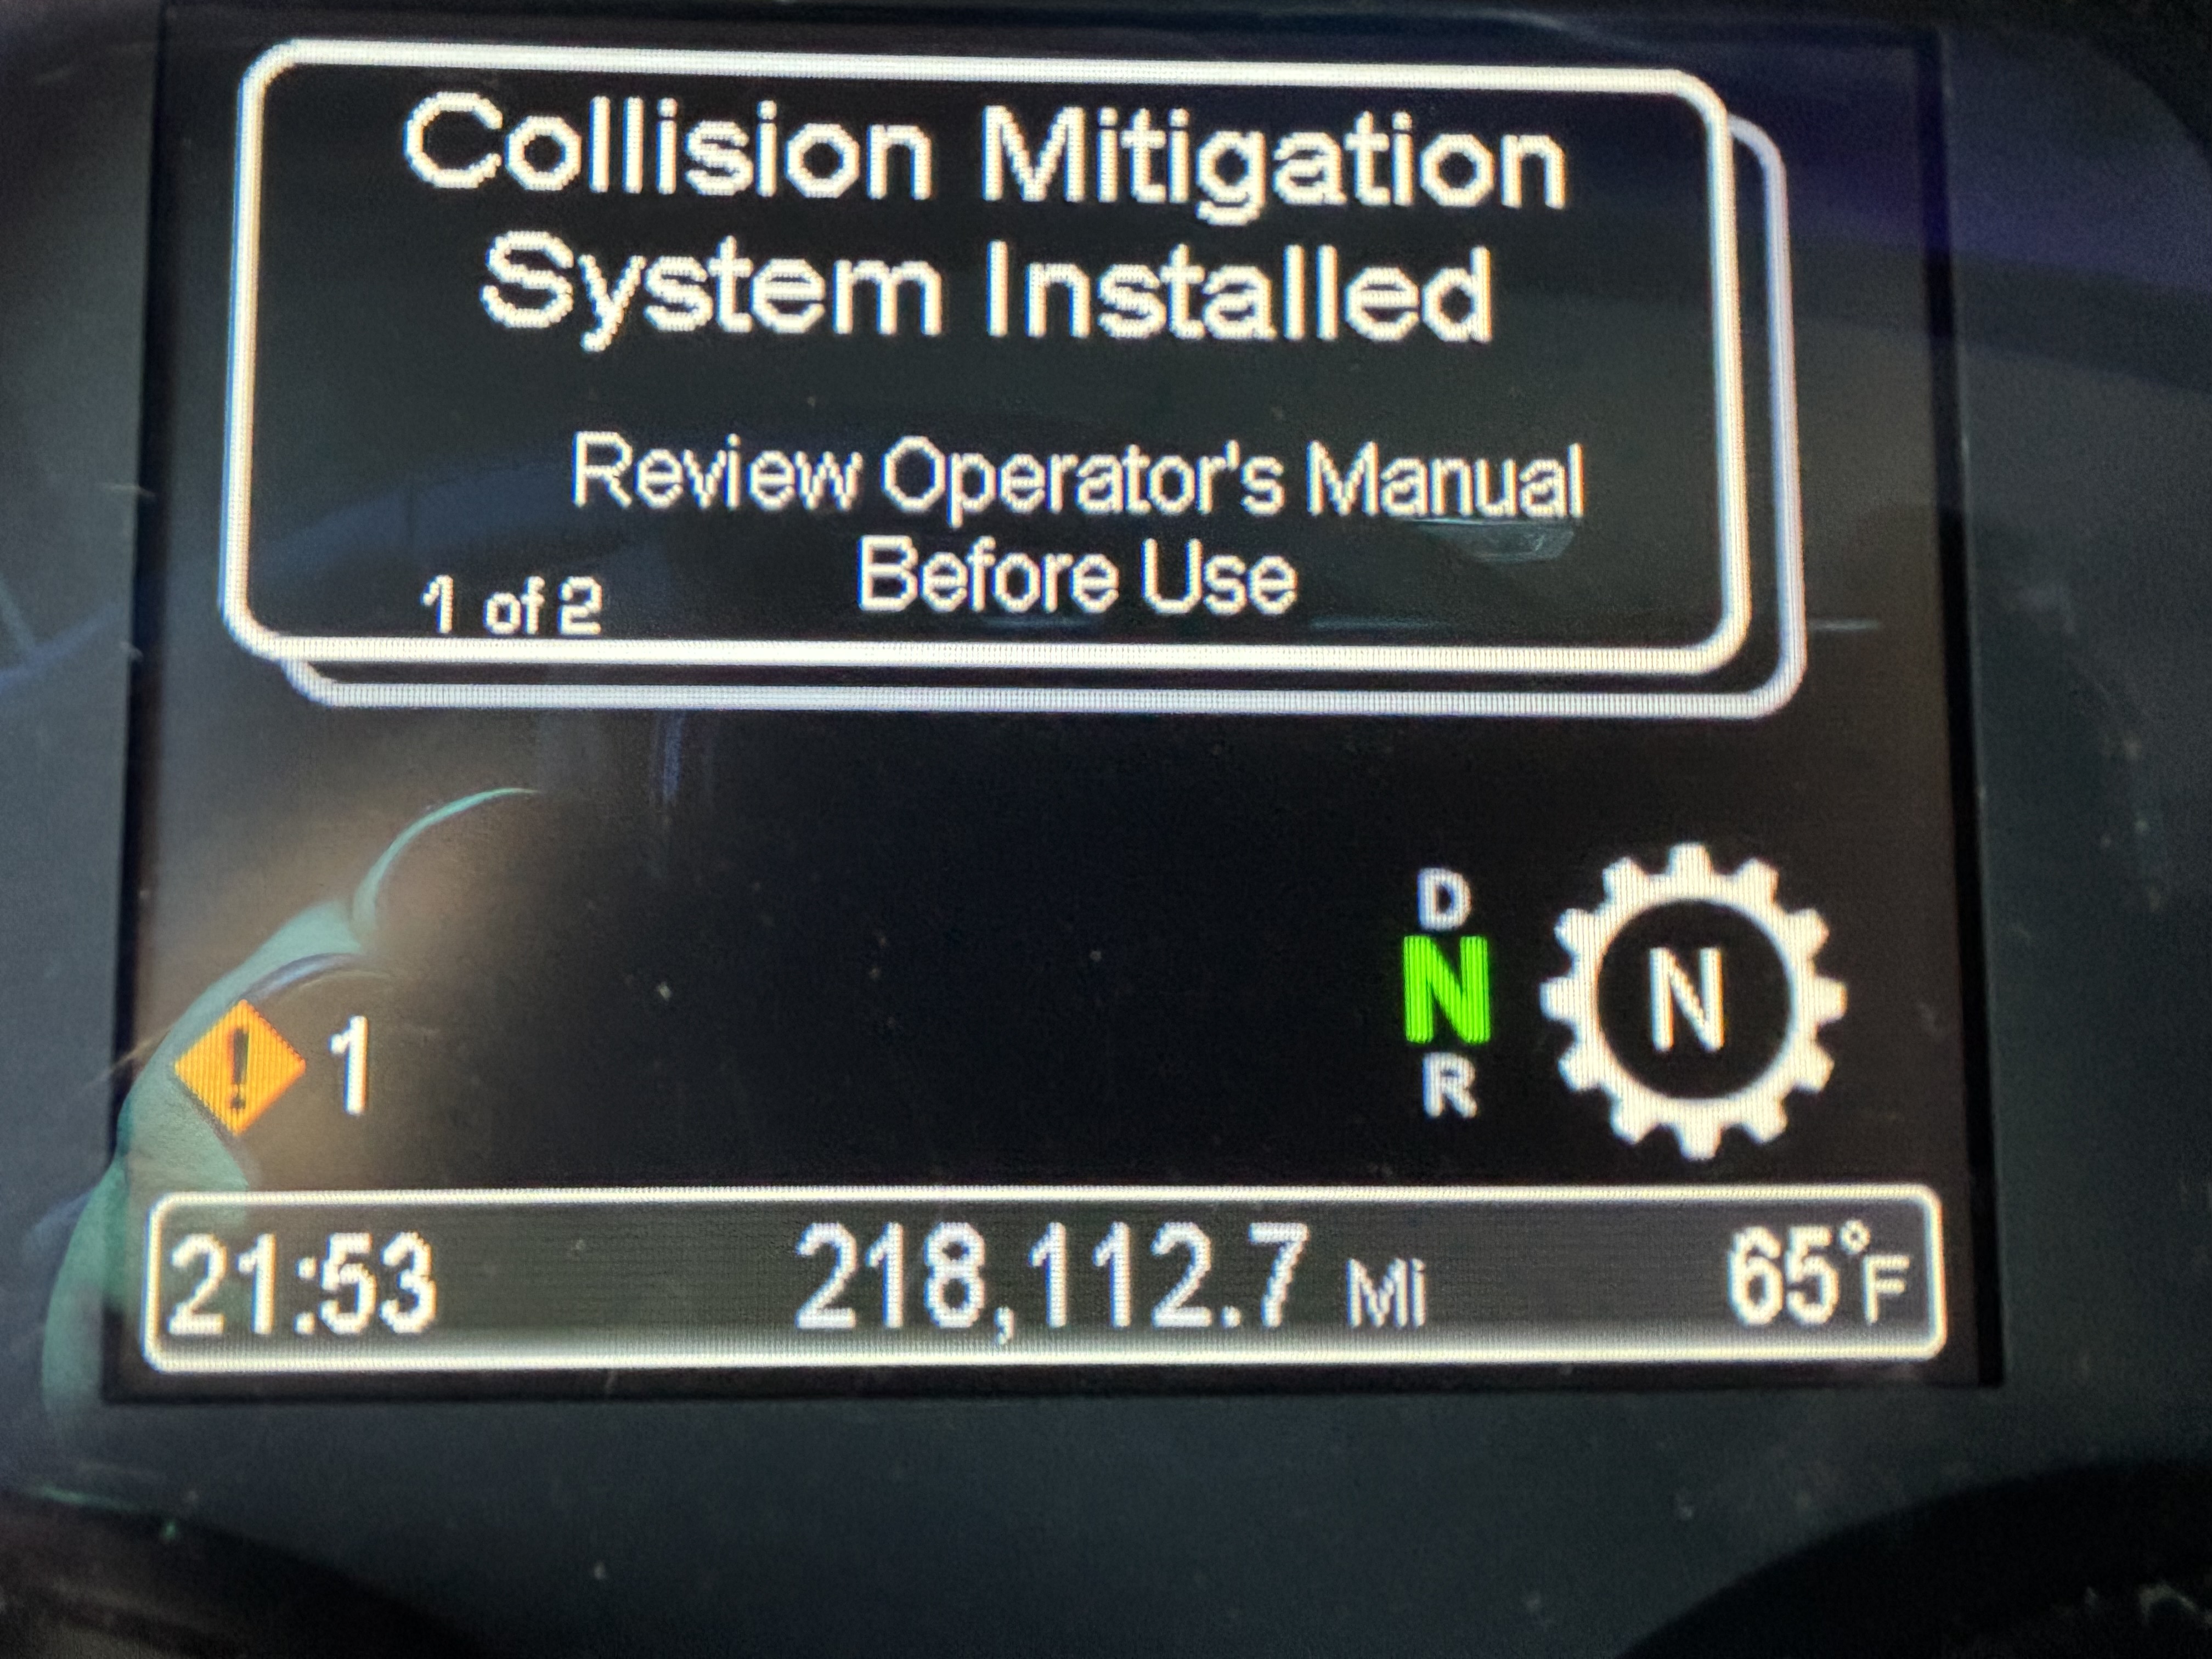 Collision Mitigation
System Installed
Review Operator's Manual
Before Use
1 of 2
D
N
R
N
! 1
21:53 218,112.7 Mi 65°F